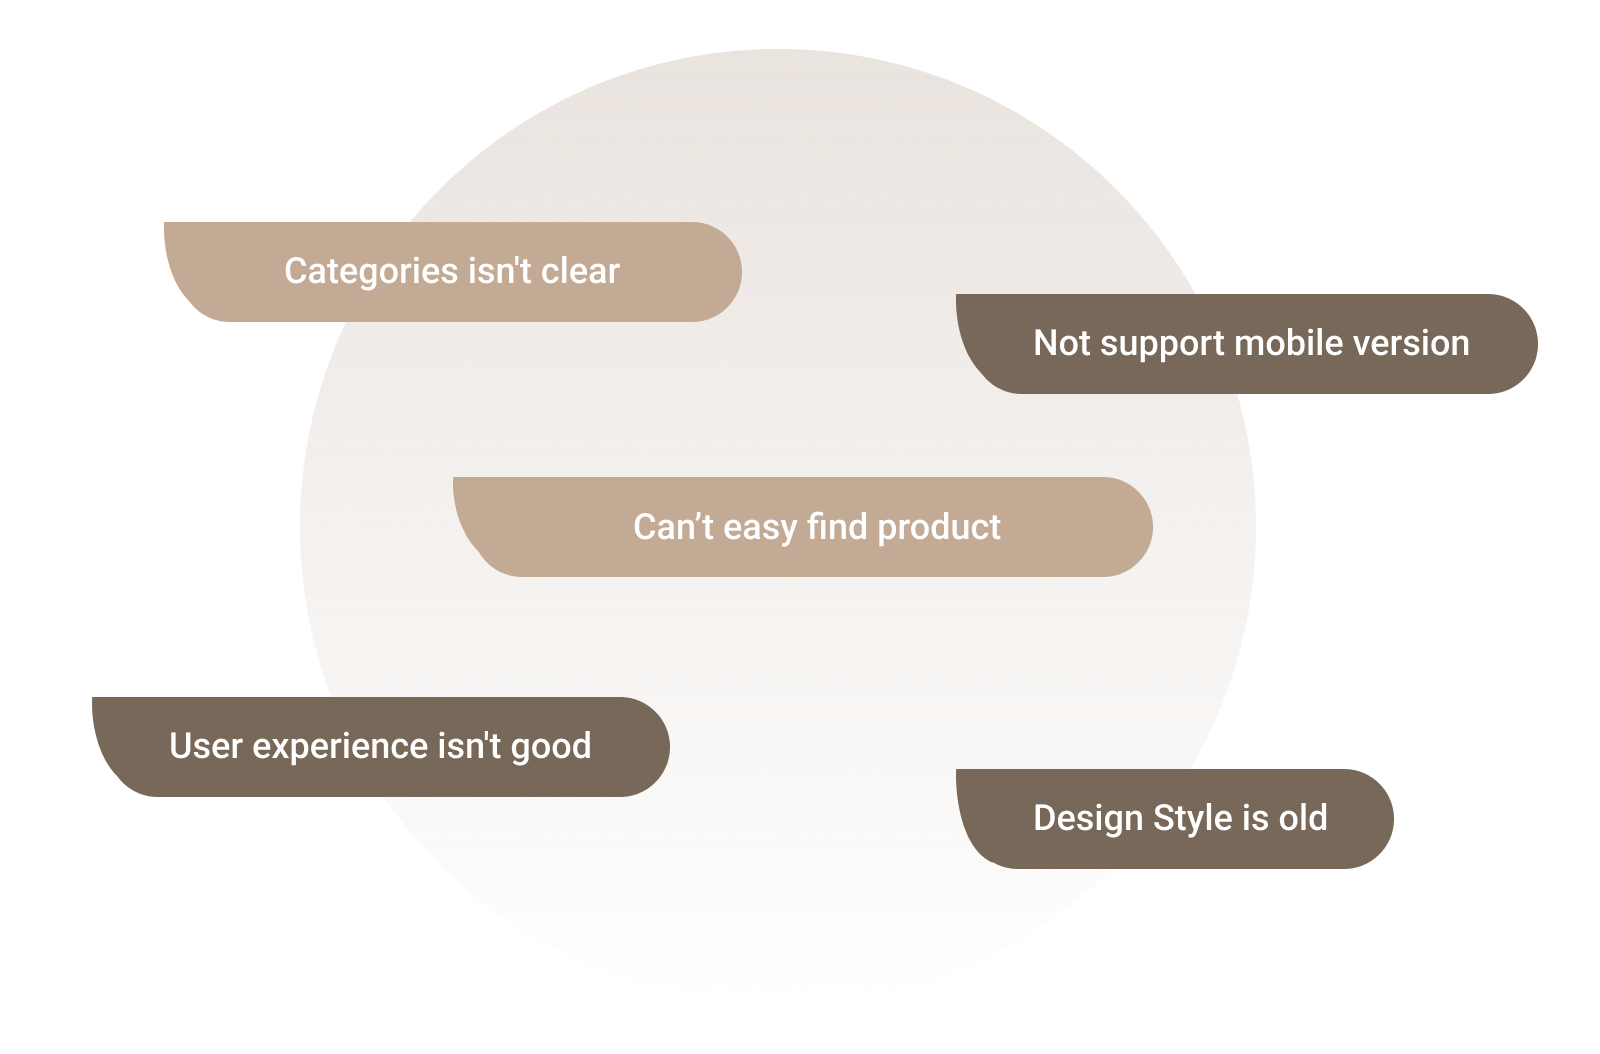 Categories isn't clear
Not support mobile version
Can’t easy find product
User experience isn't good
Design Style is old